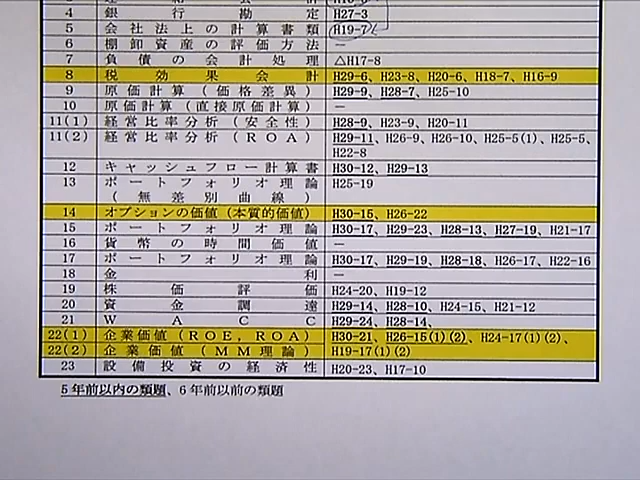 4 銀行勘定 H27-3
5 会社法上の計算書類 H19-7
6 棚卸資産の評価方法 −
7 負債の会計処理 △H17-8
8 税効果会計 H29-6、H23-8、H20-6、H18-7、H16-9
9 原価計算（価格差異） H29-9、H28-7、H25-10
10 原価計算（直接原価計算） −
11(1) 経営比率分析（安全性） H28-9、H23-9、H20-11
11(2) 経営比率分析（ROA） H29-11、H26-9、H26-10、H25-5(1)、H25-5、
H22-8
12 キャッシュフロー計算書 H30-12、H29-13
13 ポートフォリオ理論 H25-19
（無差別曲線）
14 オプションの価値（本質的価値） H30-15、H26-22
15 ポートフォリオ理論 H30-17、H29-23、H28-13、H27-19、H21-17
16 貨幣の時間価値 −
17 ポートフォリオ理論 H30-17、H29-19、H28-18、H26-17、H22-16
18 金利 −
19 株価評価 H24-20、H19-12
20 資金調達 H29-14、H28-10、H24-15、H21-12
21 WACC H29-24、H28-14、
22(1) 企業価値（ROE, ROA） H30-21、H26-15(1)(2)、H24-17(1)(2)、
22(2) 企業価値（MM理論） H19-17(1)(2)
23 設備投資の経済性 H20-23、H17-10
5年前以内の類題、6年前以前の類題